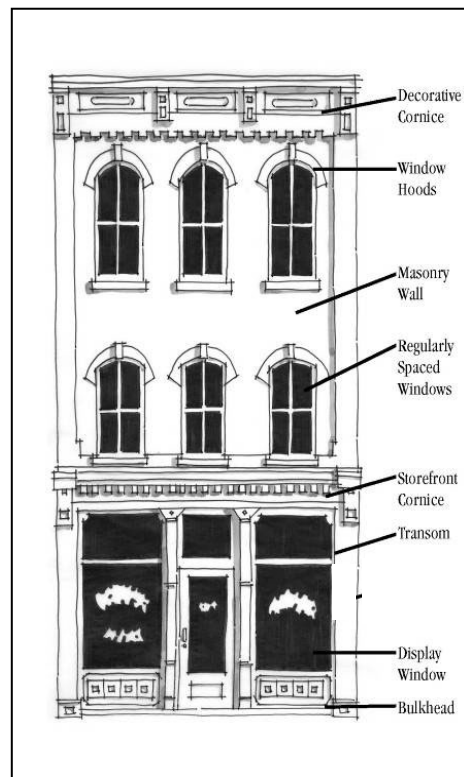 Decorative
Cornice
Window
Hoods
Masonry
Wall
Regularly
Spaced
Windows
Storefront
Cornice
Transom
Display
Window
Bulkhead